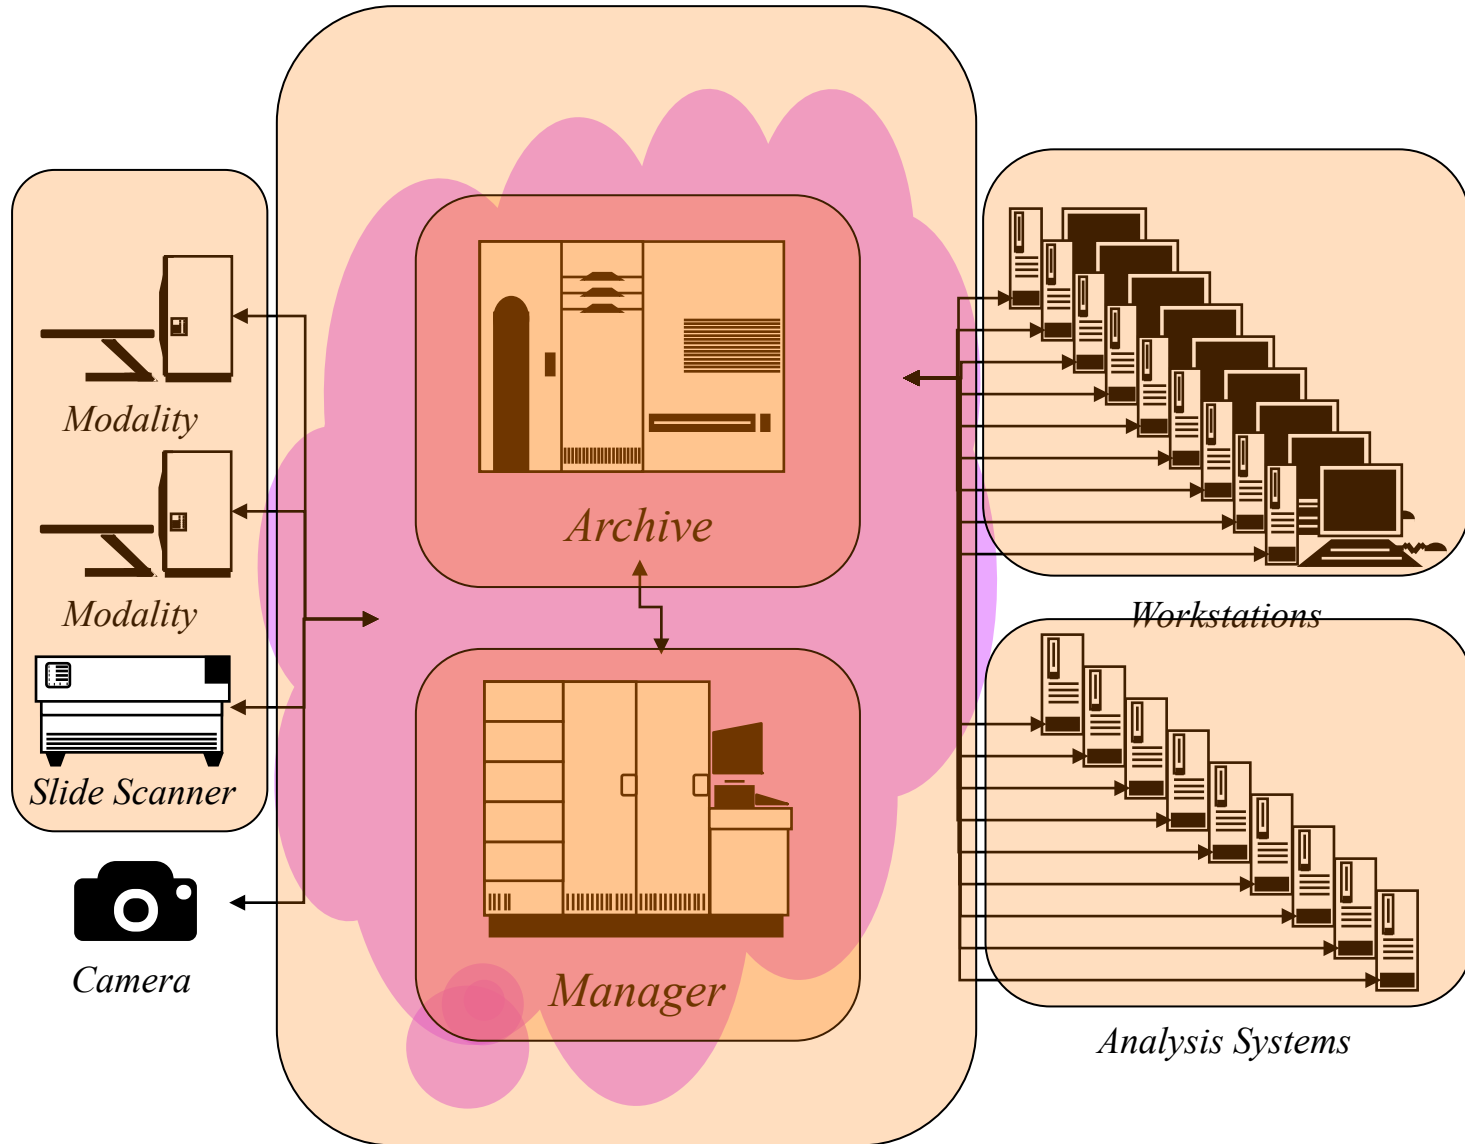 Modality
Modality
Slide Scanner
Camera
Archive
Manager
Workstations
Analysis Systems